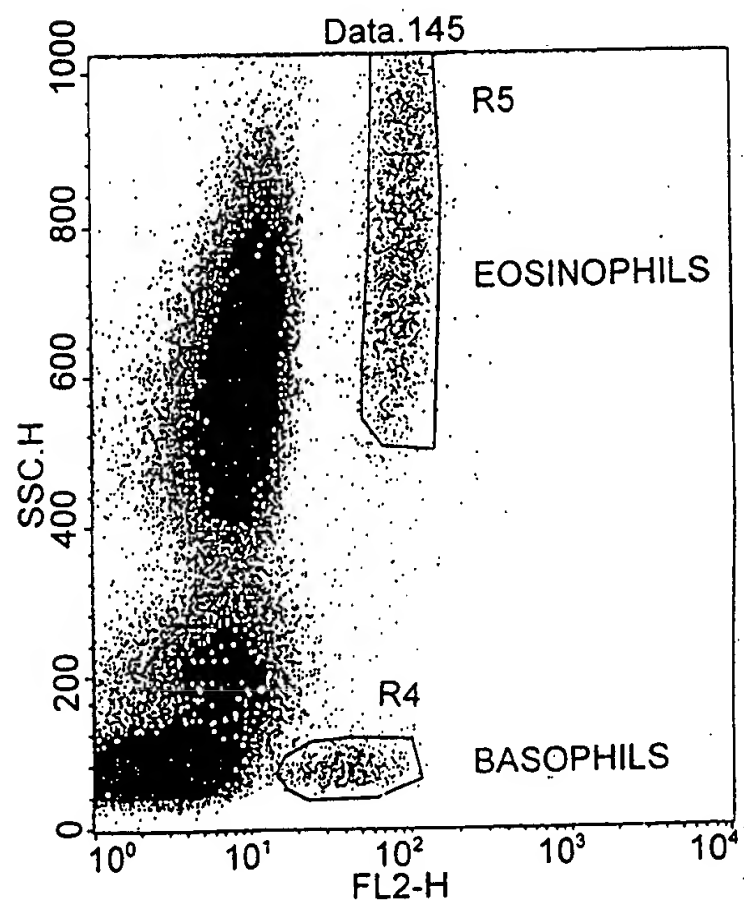 Data.145
1000
R5
800
EOSINOPHILS
600
SSC.H
400
200
R4
BASOPHILS
0
10⁰ 10¹ 10² 10³ 10⁴
FL2-H